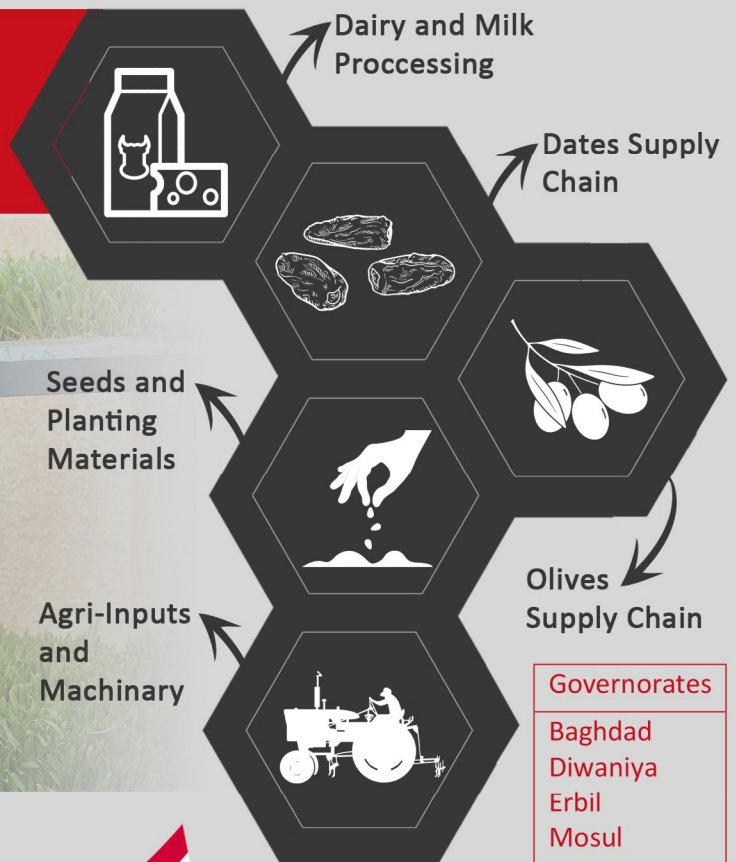 Dairy and Milk
Proccessing
Dates Supply
Chain
Seeds and
Planting
Materials
Olives
Supply Chain
Agri-Inputs
and
Machinary
Governorates
Baghdad
Diwaniya
Erbil
Mosul